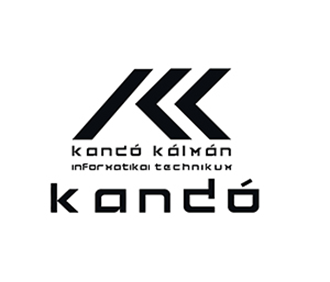 kandó kálmán
informatikai technikum
kandó